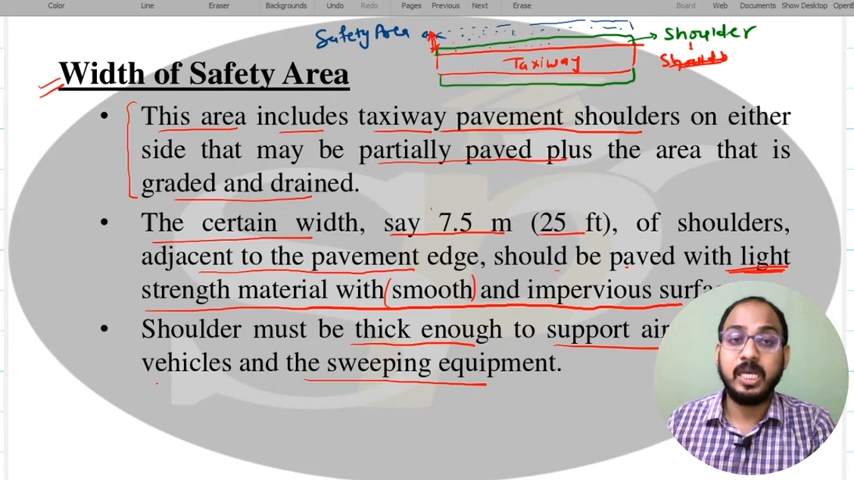 Color Line Eraser Backgrounds Undo Redo Pages Previous Next Erase Board Web Documents Show Desktop
Safety Area
Shoulder
Taxiway
Width of Safety Area
• This area includes taxiway pavement shoulders on either
side that may be partially paved plus the area that is
graded and drained.
• The certain width, say 7.5 m (25 ft), of shoulders,
adjacent to the pavement edge, should be paved with light
strength material with smooth and impervious
• Shoulder must be thick enough to support
vehicles and the sweeping equipment.